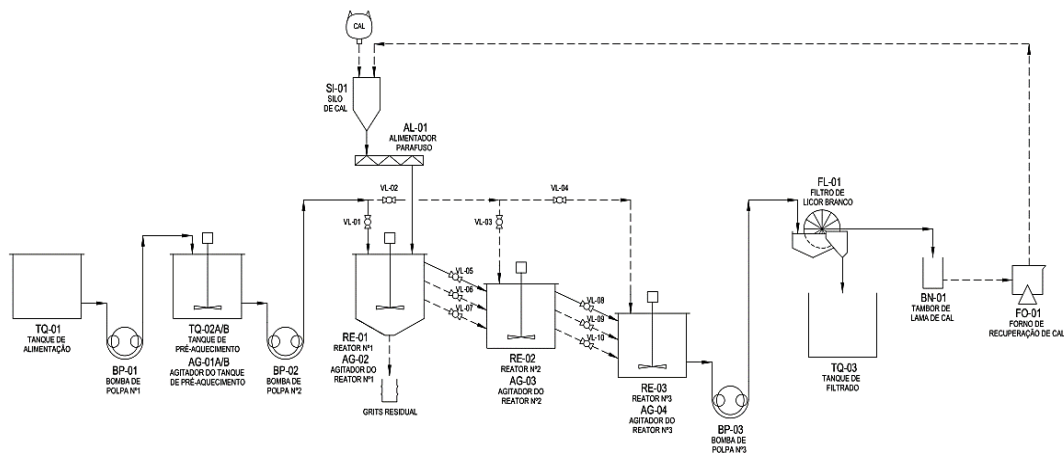 CAL
SI-01
SILO
DE CAL
AL-01
ALIMENTADOR
PARAFUSO
VL-02
VL-04
VL-01
VL-03
FL-01
FILTRO DE
LICOR BRANCO
VL-05
VL-06
VL-07
VL-08
VL-09
VL-10
TQ-01
TANQUE DE
ALIMENTAÇÃO
BP-01
BOMBA DE
POLPA Nº1
TQ-02A/B
TANQUE DE
PRÉ-AQUECIMENTO
AG-01A/B
AGITADOR DO TANQUE
DE PRÉ-AQUECIMENTO
BP-02
BOMBA DE
POLPA Nº2
RE-01
REATOR Nº1
AG-02
AGITADOR DO
REATOR Nº1
GRITS RESIDUAL
RE-02
REATOR Nº2
AG-03
AGITADOR DO
REATOR Nº2
RE-03
REATOR Nº3
AG-04
AGITADOR DO
REATOR Nº3
BP-03
BOMBA DE
POLPA Nº3
TQ-03
TANQUE DE
FILTRADO
BN-01
TAMBOR DE
LAMA DE CAL
FO-01
FORNO DE
RECUPERAÇÃO DE CAL